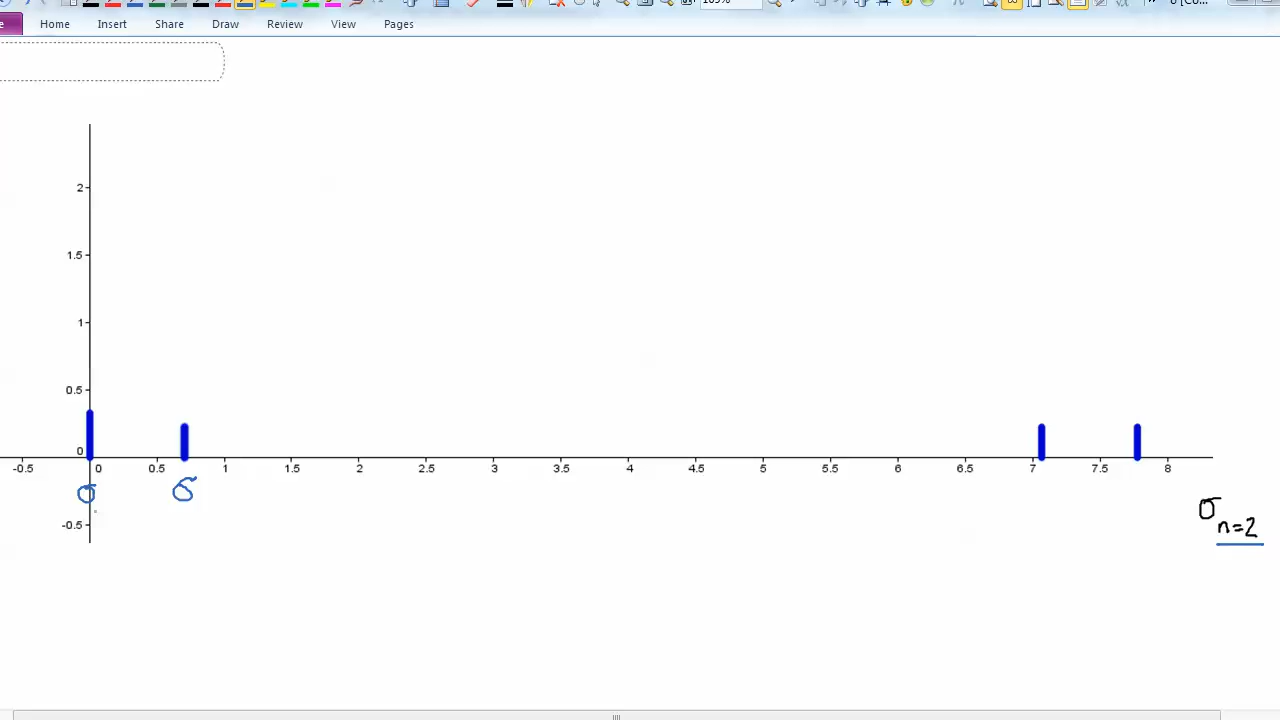 Home Insert Share Draw Review View Pages
2
1.5
1
0.5
0
-0.5 0 0.5 1 1.5 2 2.5 3 3.5 4 4.5 5 5.5 6 6.5 7 7.5 8
σ σ
-0.5
σ n=2